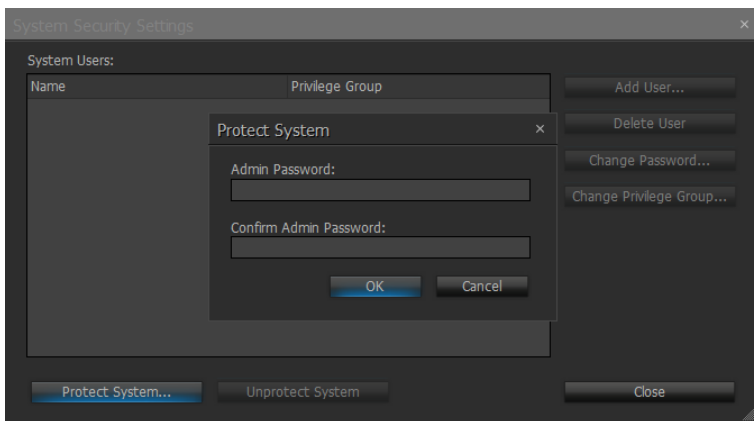 System Security Settings
System Users:
Name Privilege Group
Add User...
Delete User
Change Password...
Change Privilege Group...
Protect System
Admin Password:
Confirm Admin Password:
OK Cancel
Protect System... Unprotect System Close